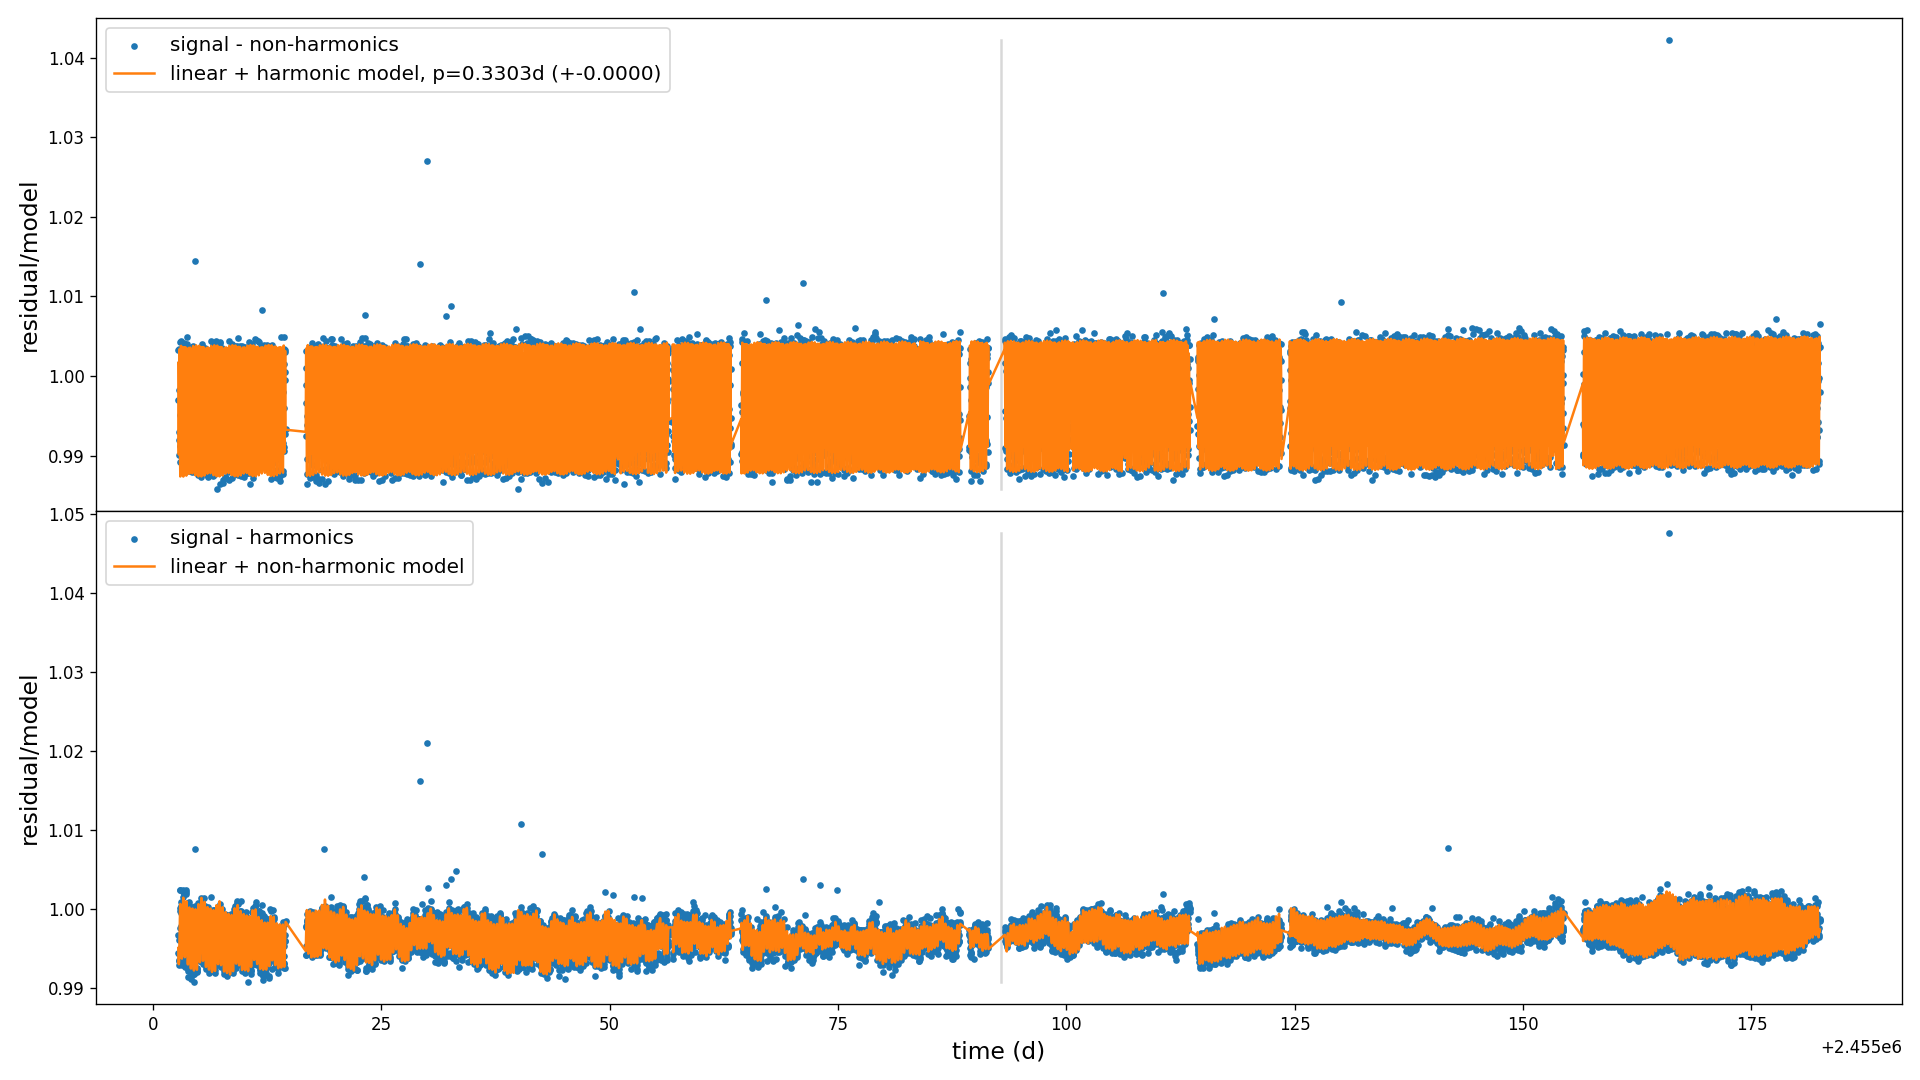 signal - non-harmonics
linear + harmonic model, p=0.3303d (+-0.0000)
1.04
1.03
1.02
1.01
1.00
0.99
residual/model
signal - harmonics
linear + non-harmonic model
1.05
1.04
1.03
1.02
1.01
1.00
0.99
residual/model
0 25 50 75 100 125 150 175
time (d)
+2.455e6